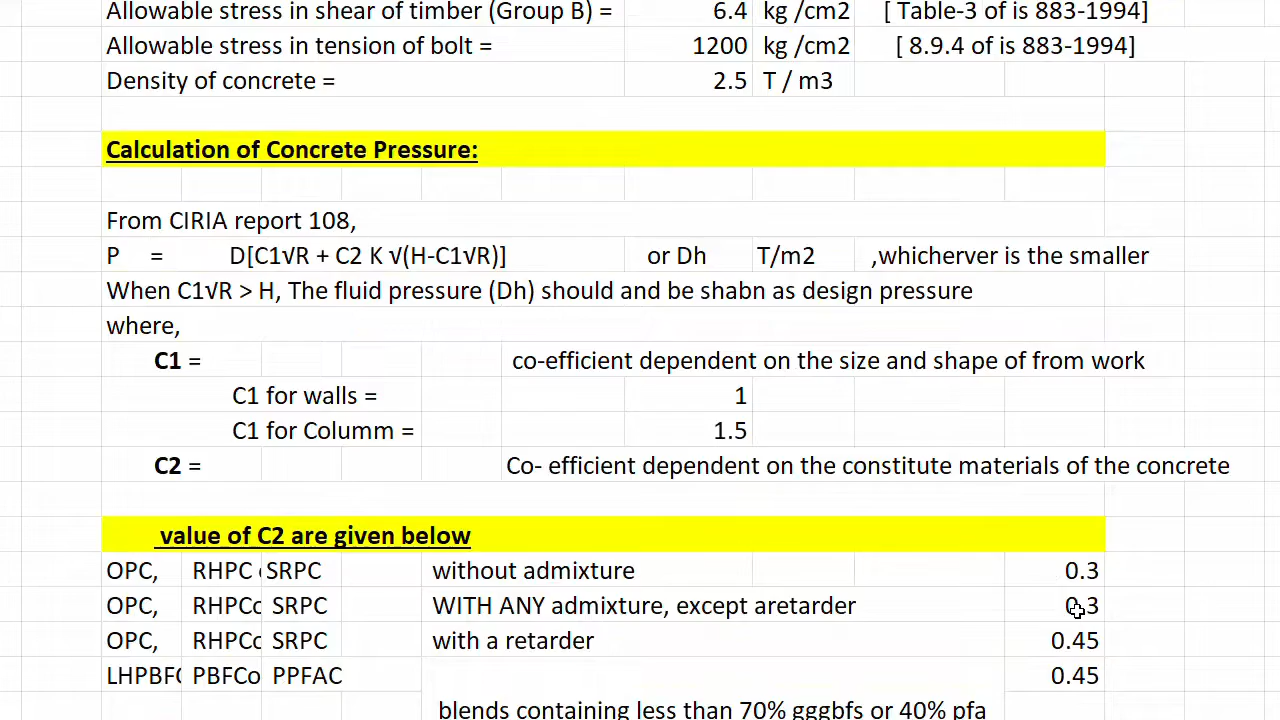 Allowable stress in shear of timber (Group B) = 6.4 kg /cm2 [ Table-3 of is 883-1994]
Allowable stress in tension of bolt = 1200 kg /cm2 [ 8.9.4 of is 883-1994]
Density of concrete = 2.5 T / m3
Calculation of Concrete Pressure:
From CIRIA report 108,
P = D[C1√R + C2 K √(H-C1√R)] or Dh T/m2 ,whicherver is the smaller
When C1√R > H, The fluid pressure (Dh) should and be shabn as design pressure
where,
C1 = co-efficient dependent on the size and shape of from work
C1 for walls = 1
C1 for Columm = 1.5
C2 = Co- efficient dependent on the constitute materials of the concrete
value of C2 are given below
OPC, RHPC SRPC without admixture 0.3
OPC, RHPCo SRPC WITH ANY admixture, except aretarder 0.3
OPC, RHPCo SRPC with a retarder 0.45
LHPBFC PBFCo PPFAC 0.45
blends containing less than 70% gggbfs or 40% pfa